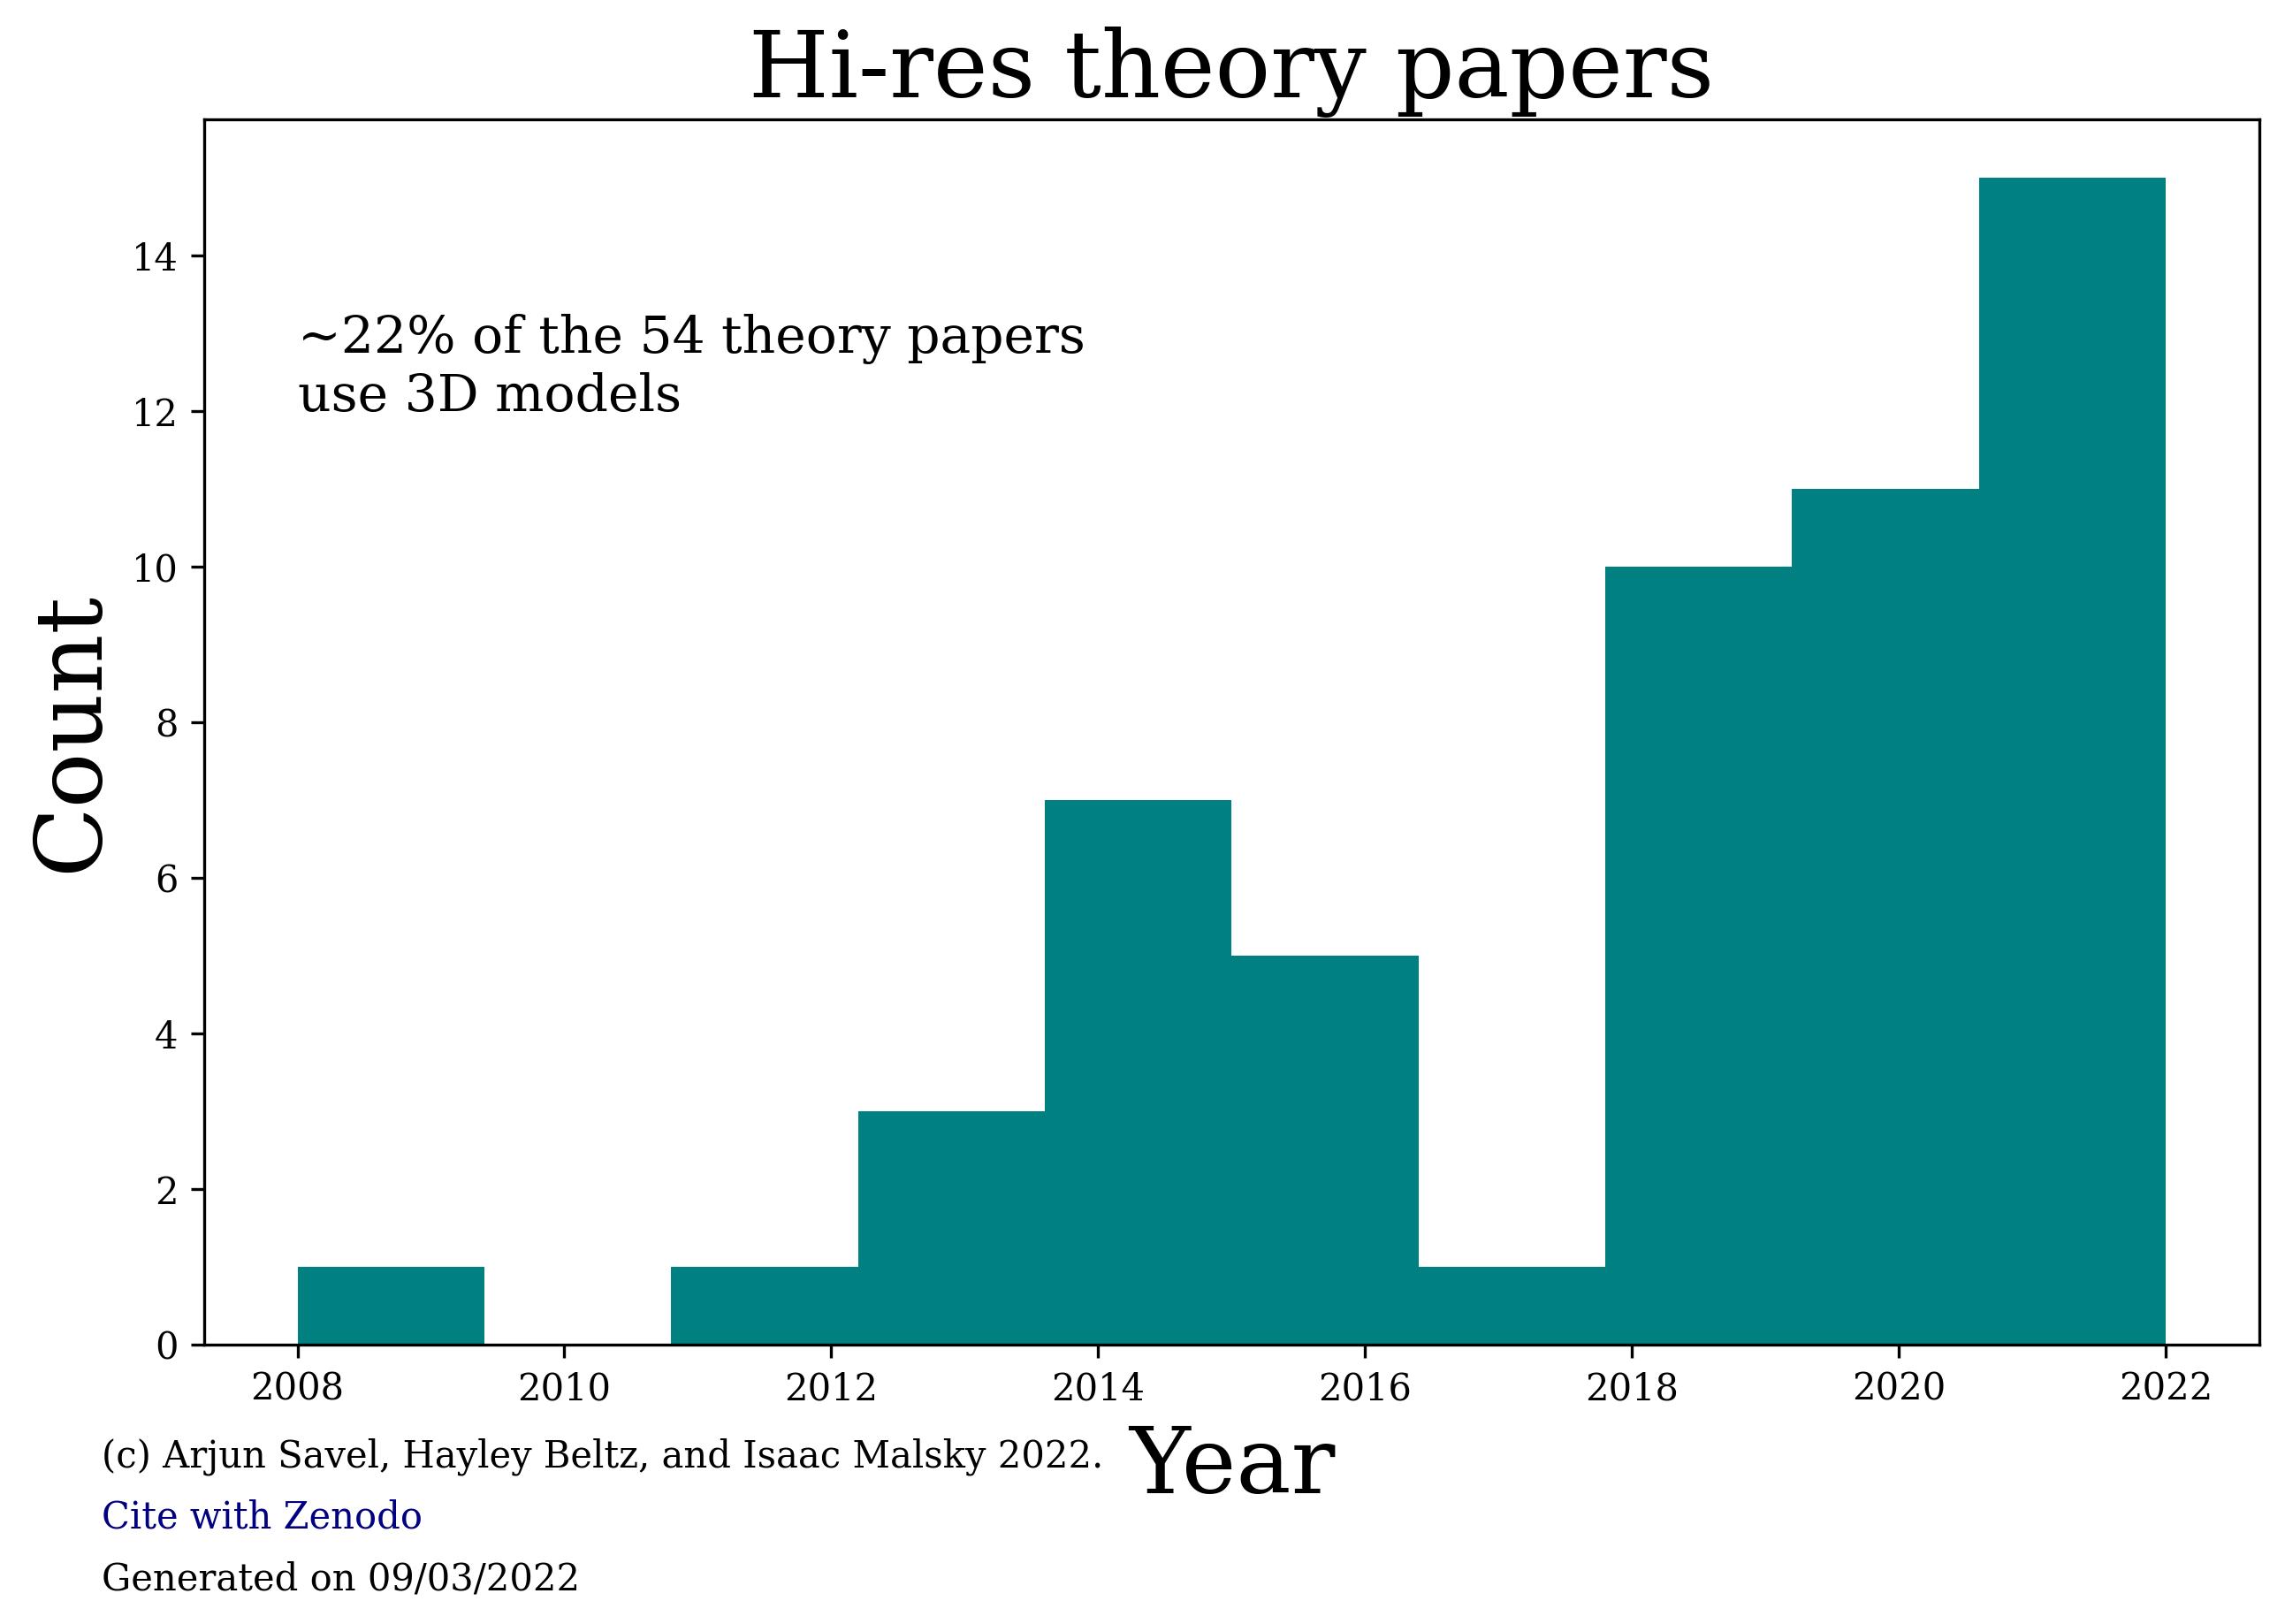 Hi-res theory papers
~22% of the 54 theory papers
use 3D models
Count
14
12
10
8
6
4
2
0
2008 2010 2012 2014 2016 2018 2020 2022
Year
(c) Arjun Savel, Hayley Beltz, and Isaac Malsky 2022.
Cite with Zenodo
Generated on 09/03/2022